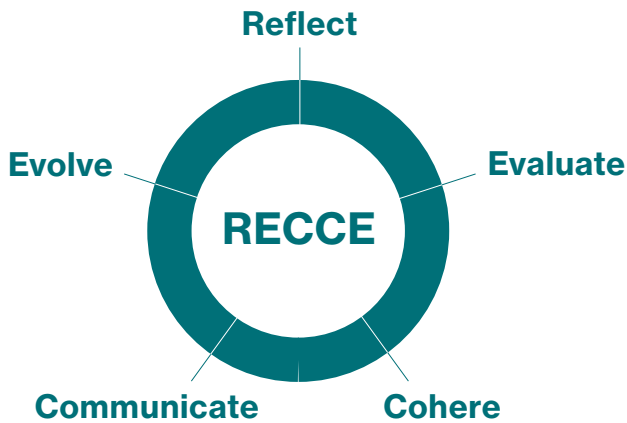 Reflect
Evolve
Evaluate
RECCE
Communicate
Cohere